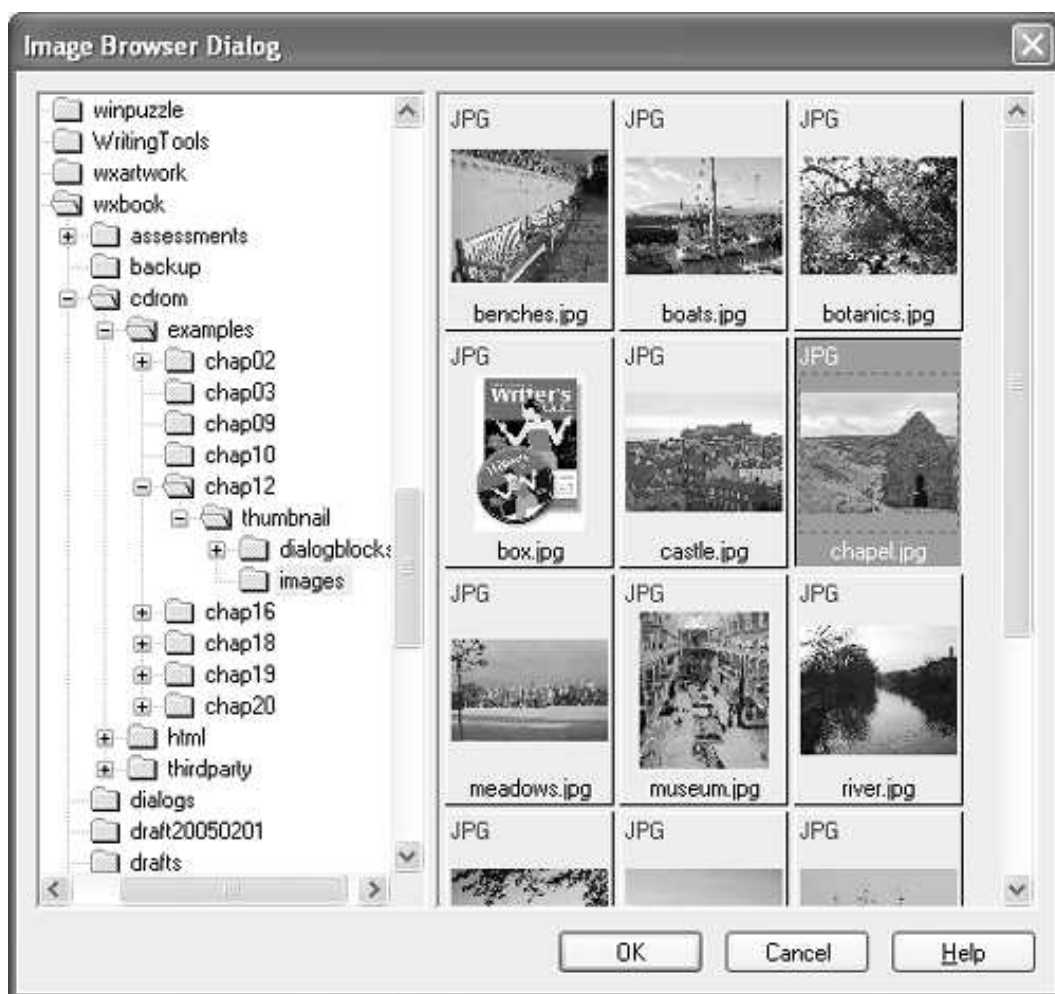 Image Browser Dialog
winpuzzle
WritingTools
wxartwork
wxbook
assessments
backup
cdrom
examples
chap02
chap03
chap09
chap10
chap12
thumbnail
dialogblocks
images
chap16
chap18
chap19
chap20
html
thirdparty
dialogs
draft20050201
drafts
JPG JPG JPG
benches.jpg boats.jpg botanics.jpg
JPG JPG JPG
Writer's
box.jpg castle.jpg chapel.jpg
JPG JPG JPG
meadows.jpg museum.jpg river.jpg
JPG JPG JPG
OK Cancel Help